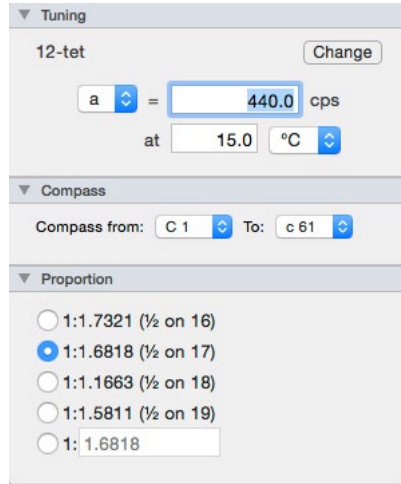 Tuning
12-tet Change
a = 440.0 cps
at 15.0 °C
Compass
Compass from: C 1 To: c 61
Proportion
1:1.7321 (½ on 16)
1:1.6818 (½ on 17)
1:1.1663 (½ on 18)
1:1.5811 (½ on 19)
1: 1.6818